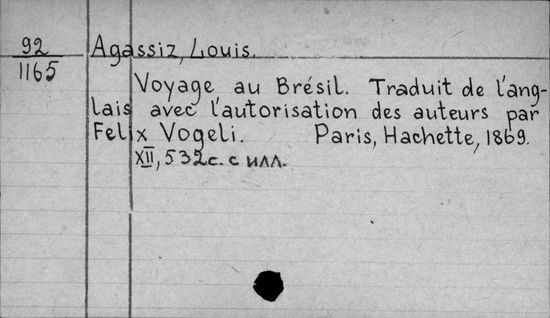 92
1165
Agassiz, Louis.
Voyage au Brésil. Traduit de l'ang-
lais avec l'autorisation des auteurs par
Felix Vogeli. Paris, Hachette, 1869.
XII, 532 с. с илл.